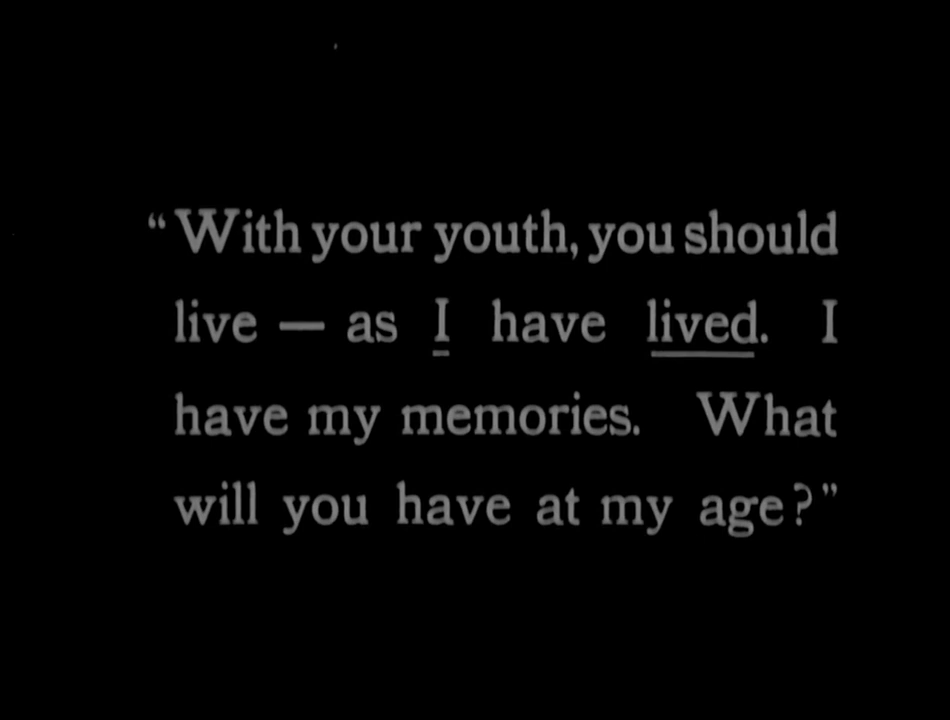 “With your youth, you should
live — as I have lived. I
have my memories. What
will you have at my age?”